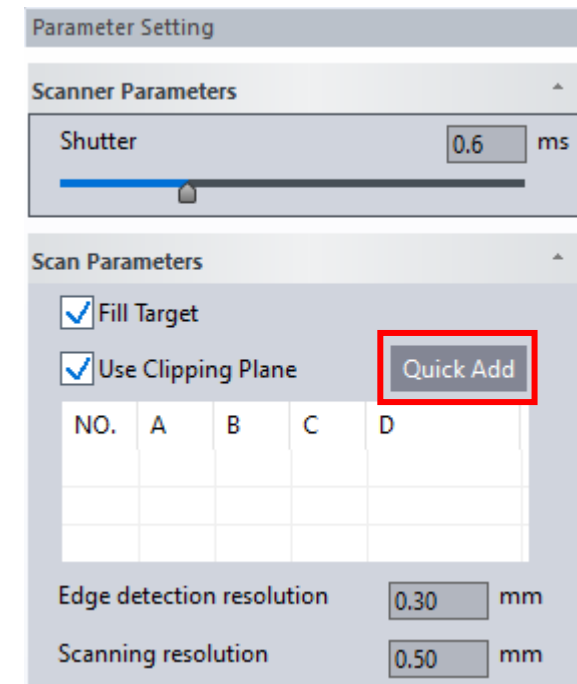 Parameter Setting
Scanner Parameters
Shutter 0.6 ms
Scan Parameters
Fill Target
Use Clipping Plane Quick Add
NO. A B C D
Edge detection resolution 0.30 mm
Scanning resolution 0.50 mm